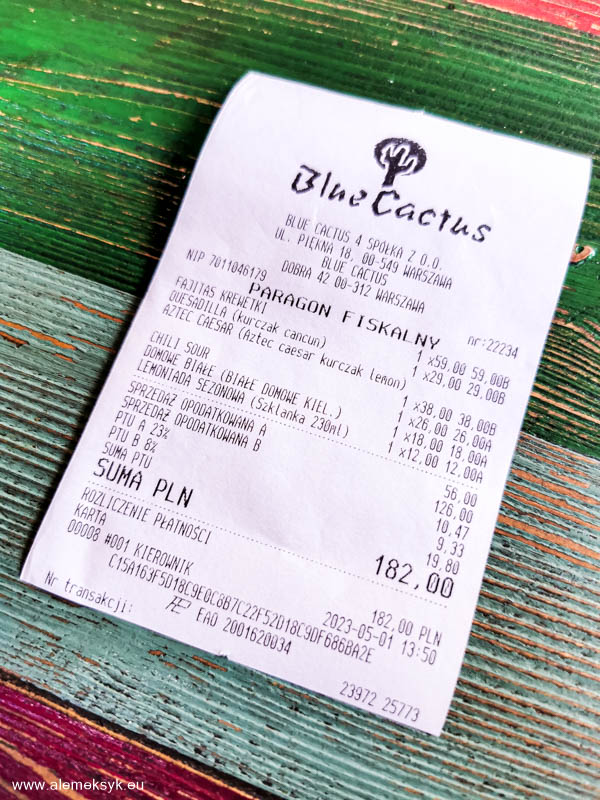 Blue Cactus
BLUE CACTUS 4 SPÓŁKA Z O.O.
UL. PIĘKNA 18, 00-549 WARSZAWA
BLUE CACTUS
DOBRA 42 00-312 WARSZAWA
NIP 7011046179 nr:22234
PARAGON FISKALNY
FAJITAS KREWETKI 1 x59,00 59,00B
QUESADILLA (kurczak cancun) 1 x29,00 29,00B
AZTEC CAESAR (Aztec caesar kurczak lemon)
1 x38,00 38,00B
CHILI SOUR 1 x26,00 26,00A
DOMOWE BIAŁE (BIAŁE DOMOWE KIEL.) 1 x18,00 18,00A
LEMONIADA SEZONOWA (Szklanka 230ml) 1 x12,00 12,00A
SPRZEDAŻ OPODATKOWANA A 56,00
SPRZEDAŻ OPODATKOWANA B 126,00
PTU A 23% 10,47
PTU B 8% 9,33
SUMA PTU 19,80
SUMA PLN 182,00
ROZLICZENIE PŁATNOŚCI
KARTA 182,00 PLN
00008 #001 KIEROWNIK 2023-05-01 13:50
C15A163F5D18C9E0C8B7C22F52D18C9DF686BA2E
EAO 2001620034
Nr transakcji: 23972 25773
www.alemeksyk.eu